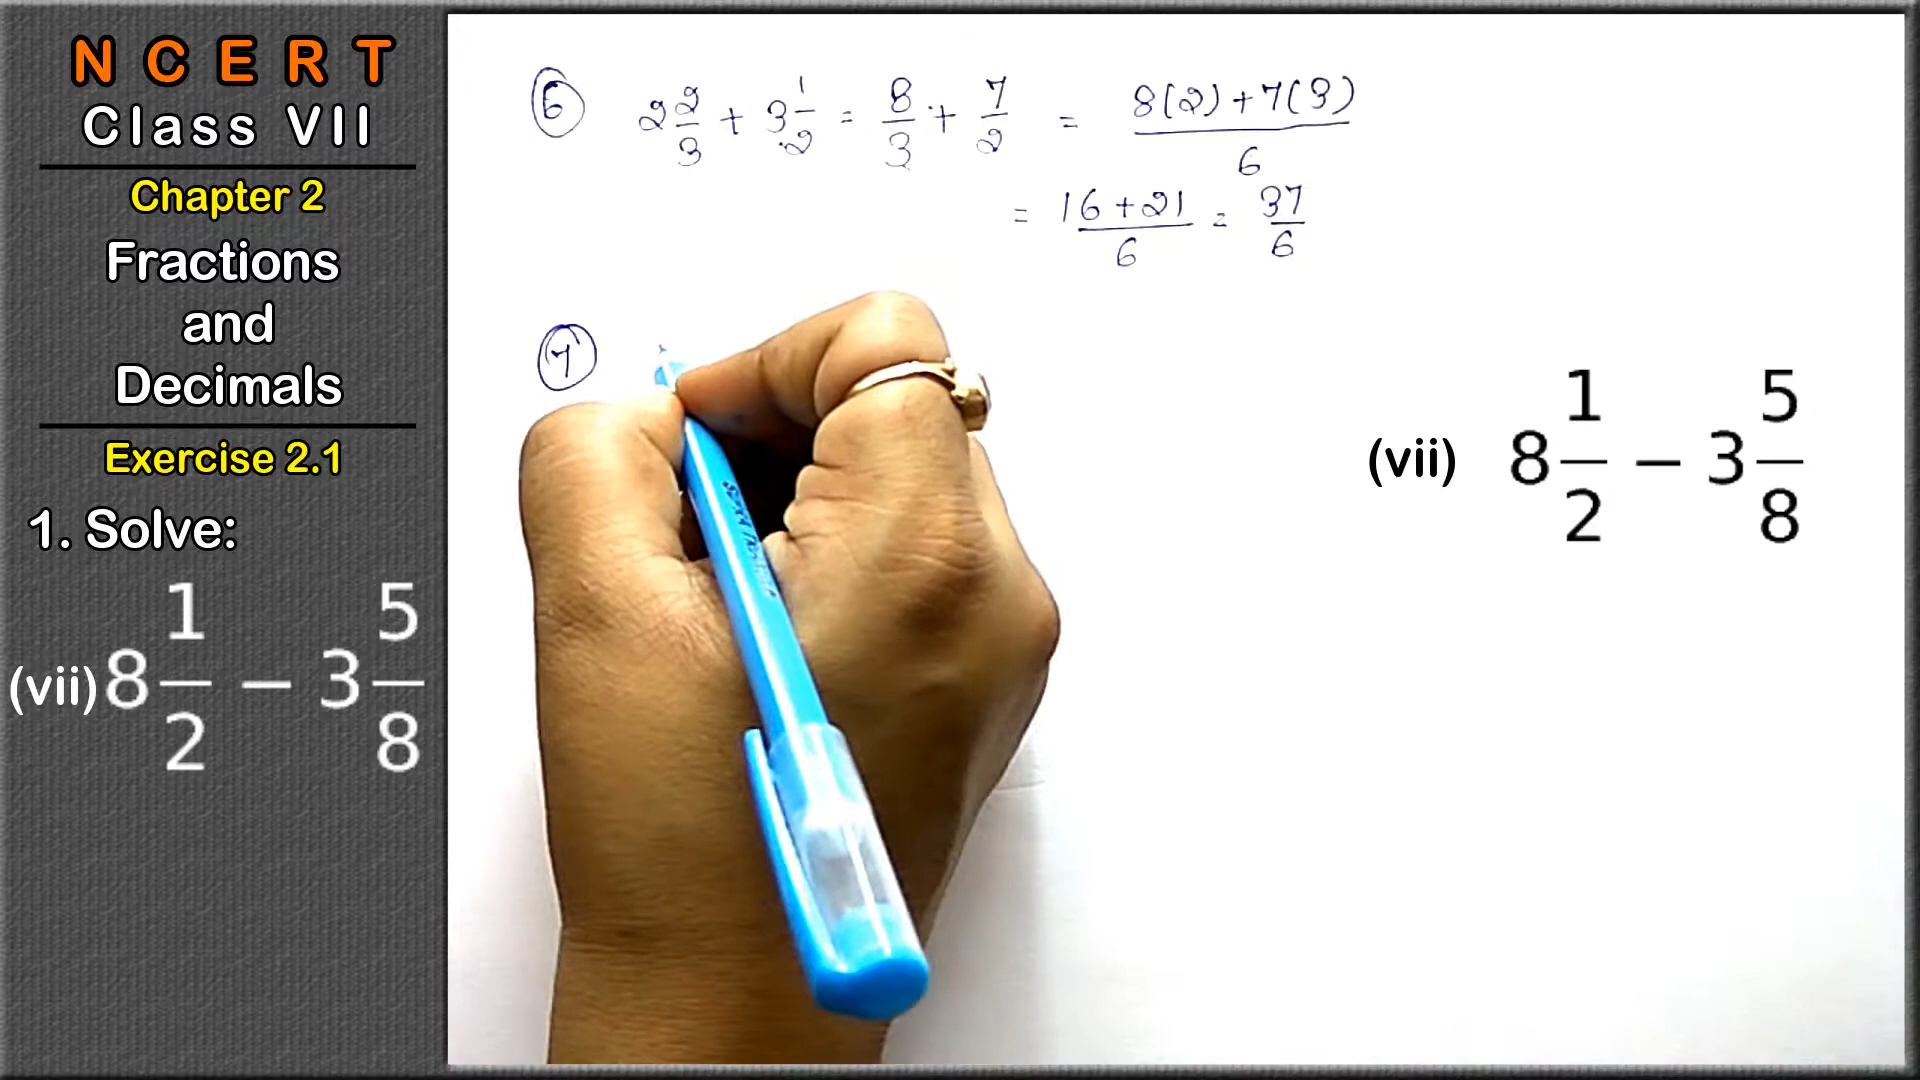 N C E R T
Class VII
Chapter 2
Fractions
and
Decimals
Exercise 2.1
1. Solve:
(vii) 8 1/2 − 3 5/8
6 2 2/3 + 3 1/2 = 8/3 + 7/2 = 8(2)+7(3)/6
= 16+21/6 = 37/6
7
(vii) 8 1/2 − 3 5/8